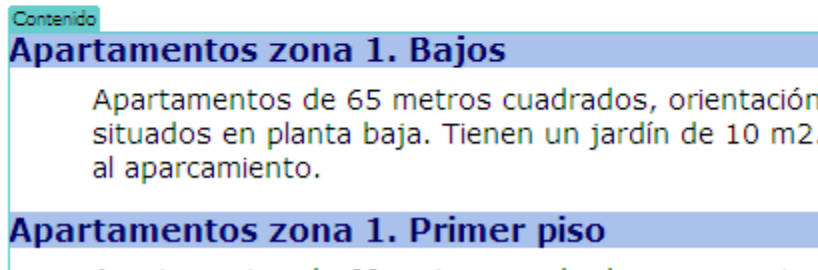 Contenido
Apartamentos zona 1. Bajos
Apartamentos de 65 metros cuadrados, orientación
situados en planta baja. Tienen un jardín de 10 m2.
al aparcamiento.
Apartamentos zona 1. Primer piso